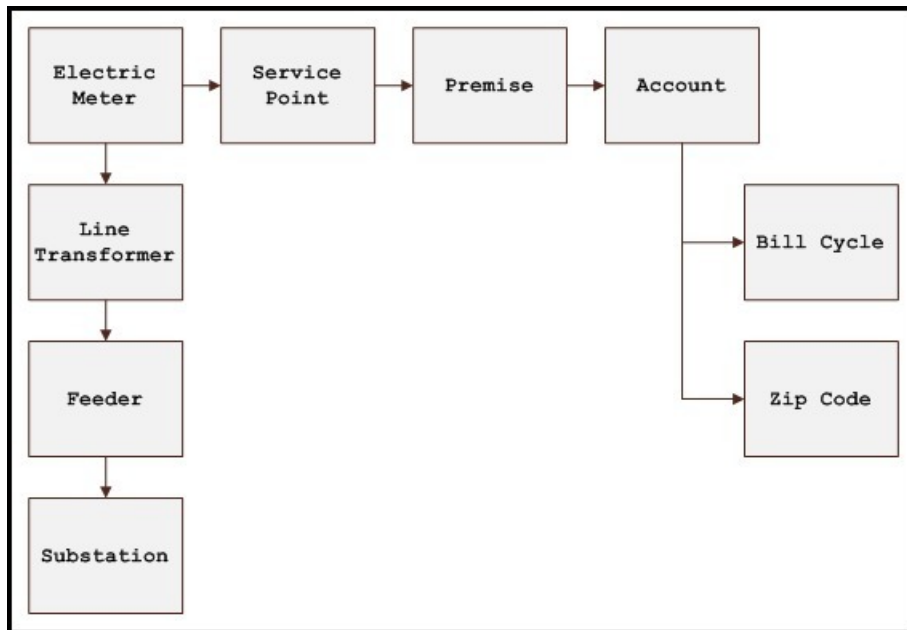 Electric
Meter
Service
Point
Premise
Account
Line
Transformer
Bill Cycle
Feeder
Zip Code
Substation